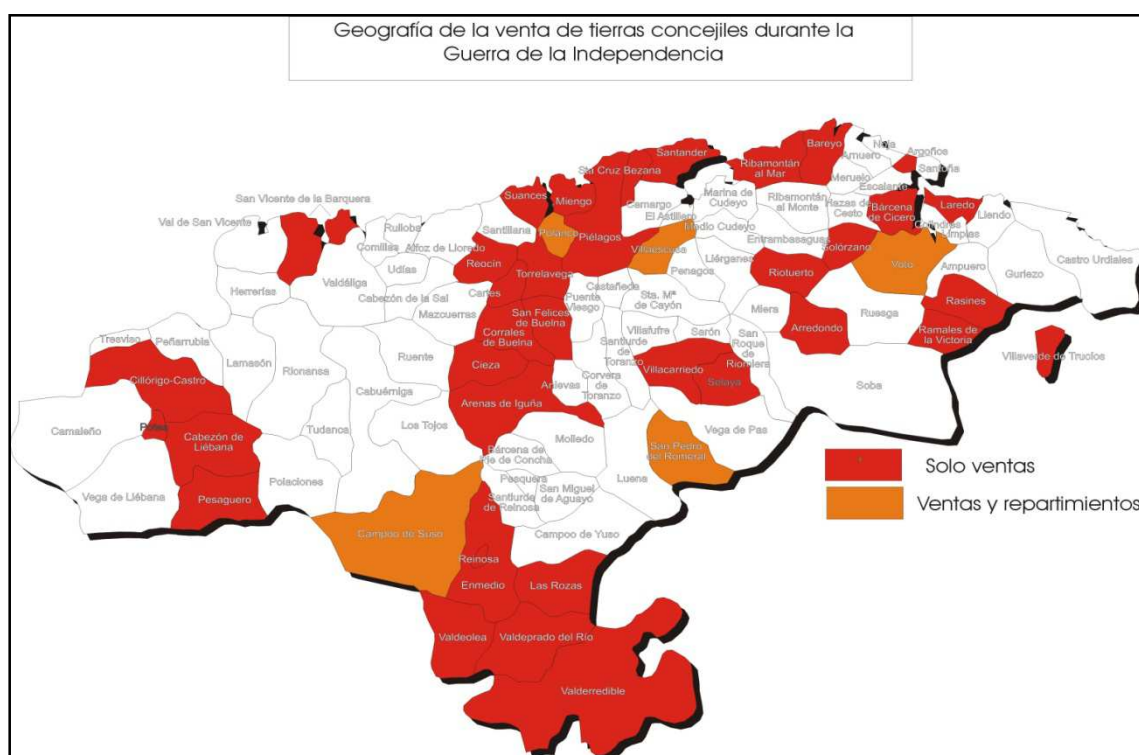 Geografía de la venta de tierras concejiles durante la
Guerra de la Independencia
Noja
Bareyo
Arnuero
Argoños
Santander
Santoña
Meruelo
Sta Cruz Bezana
Ribamontán
al Mar
Escalante
San Vicente de la Barquera
Suances
Miengo
Marina de
Cudeyo
Ribamontán
al Monte
Hazas de
Cesto
Bárcena
de Cicero
Laredo
Camargo
El Astillero
Liendo
Val de San Vicente
Ruiloba
Santillana
Polanco
Medio Cudeyo
Colindres
Limpias
Comillas
Alfoz de Lloredo
Piélagos
Villaescusa
Entrambasaguas
Solórzano
Voto
Castro Urdiales
Udías
Reocín
Torrelavega
Penagos
Liérganes
Riotuerto
Ampuero
Guriezo
Herrerías
Valdáliga
Cabezón de la Sal
Cartes
Castañeda
Puente
Viesgo
Sta. Mª
de Cayón
Miera
Rasines
Mazcuerras
San Felices
de Buelna
Ruesga
Corrales
de Buelna
Villafufre
Sarón
Arredondo
Ramales de
la Victoria
Tresviso
Peñarrubia
Santiurde
de
Toranzo
San
Roque
de
Riomiera
Villaverde de Trucios
Lamasón
Rionansa
Ruente
Cieza
Cillórigo-Castro
Villacarriedo
Selaya
Cabuérniga
Anievas
Corvera
de
Toranzo
Soba
Arenas de Iguña
Camaleño
Potes
Tudanca
Los Tojos
Vega de Pas
Cabezón de
Liébana
Molledo
Bárcena de
Pie de Concha
San Pedro
del Romeral
Polaciones
Pesquera
Luena
Vega de Liébana
Pesaguero
Santiurde
de Reinosa
San Miguel
de Aguayo
Solo ventas
Ventas y repartimientos
Campoo de Suso
Campoo de Yuso
Reinosa
Enmedio
Las Rozas
Valdeolea
Valdeprado del Río
Valderredible